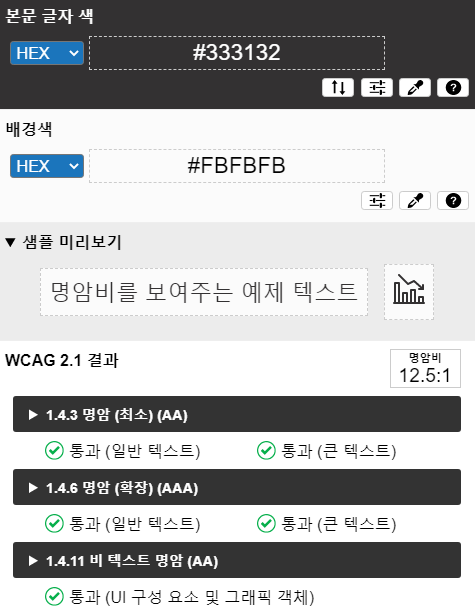 본문 글자 색
HEX
#333132
배경색
HEX
#FBFBFB
▼ 샘플 미리보기
명암비를 보여주는 예제 텍스트
WCAG 2.1 결과
명암비
12.5:1
▶ 1.4.3 명암 (최소) (AA)
통과 (일반 텍스트) 통과 (큰 텍스트)
▶ 1.4.6 명암 (확장) (AAA)
통과 (일반 텍스트) 통과 (큰 텍스트)
▶ 1.4.11 비 텍스트 명암 (AA)
통과 (UI 구성 요소 및 그래픽 객체)